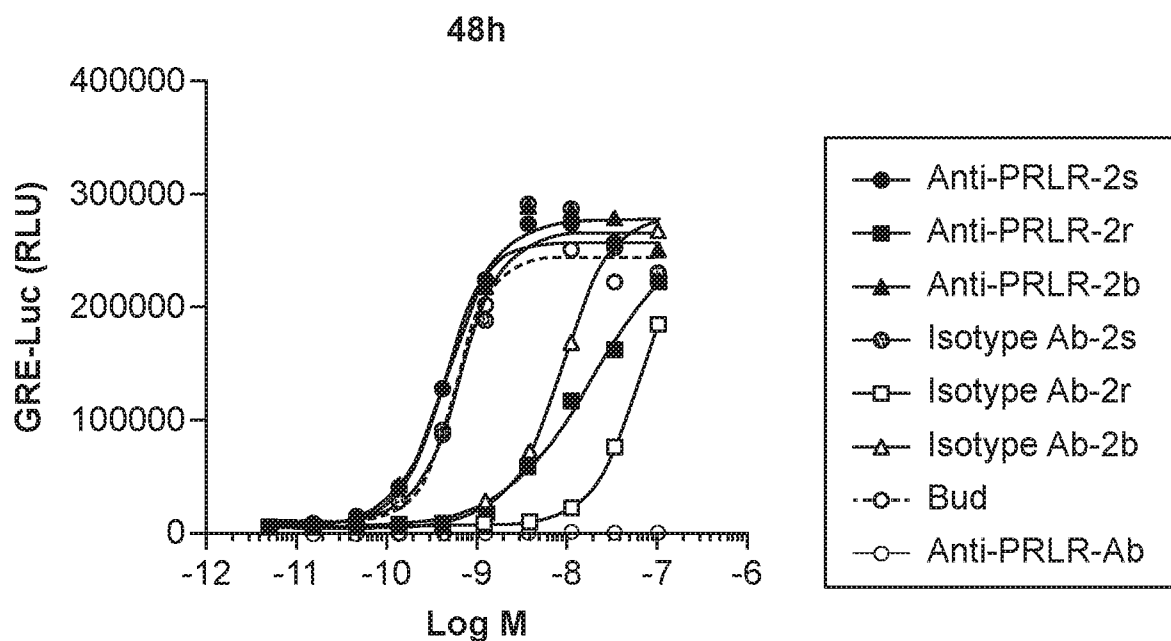 48h
400000
300000
200000
100000
0
GRE-Luc (RLU)
-12 -11 -10 -9 -8 -7 -6
Log M
Anti-PRLR-2s
Anti-PRLR-2r
Anti-PRLR-2b
Isotype Ab-2s
Isotype Ab-2r
Isotype Ab-2b
Bud
Anti-PRLR-Ab